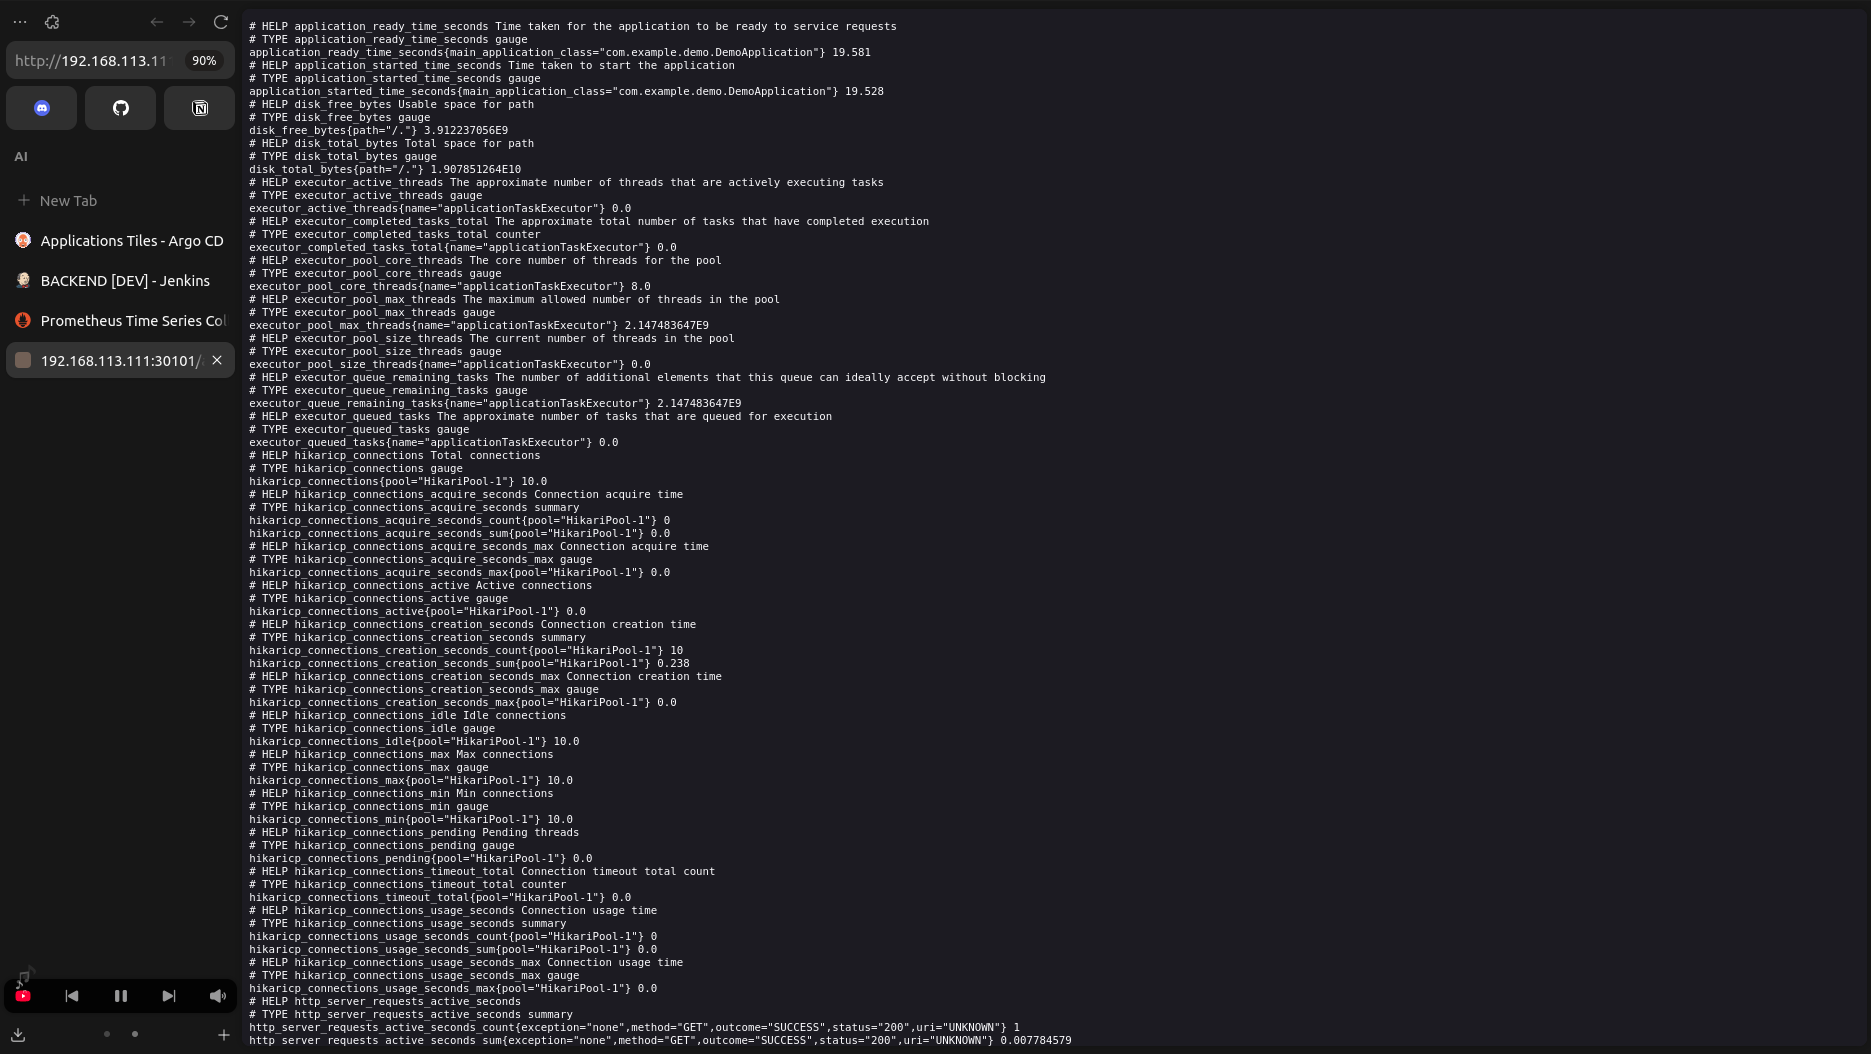 http://192.168.113.11
90%
AI
New Tab
Applications Tiles - Argo CD
BACKEND [DEV] - Jenkins
Prometheus Time Series Col
192.168.113.111:30101/
# HELP application_ready_time_seconds Time taken for the application to be ready to service requests
# TYPE application_ready_time_seconds gauge
application_ready_time_seconds{main_application_class="com.example.demo.DemoApplication"} 19.581
# HELP application_started_time_seconds Time taken to start the application
# TYPE application_started_time_seconds gauge
application_started_time_seconds{main_application_class="com.example.demo.DemoApplication"} 19.528
# HELP disk_free_bytes Usable space for path
# TYPE disk_free_bytes gauge
disk_free_bytes{path="/."} 3.912237056E9
# HELP disk_total_bytes Total space for path
# TYPE disk_total_bytes gauge
disk_total_bytes{path="/."} 1.907851264E10
# HELP executor_active_threads The approximate number of threads that are actively executing tasks
# TYPE executor_active_threads gauge
executor_active_threads{name="applicationTaskExecutor"} 0.0
# HELP executor_completed_tasks_total The approximate total number of tasks that have completed execution
# TYPE executor_completed_tasks_total counter
executor_completed_tasks_total{name="applicationTaskExecutor"} 0.0
# HELP executor_pool_core_threads The core number of threads for the pool
# TYPE executor_pool_core_threads gauge
executor_pool_core_threads{name="applicationTaskExecutor"} 8.0
# HELP executor_pool_max_threads The maximum allowed number of threads in the pool
# TYPE executor_pool_max_threads gauge
executor_pool_max_threads{name="applicationTaskExecutor"} 2.147483647E9
# HELP executor_pool_size_threads The current number of threads in the pool
# TYPE executor_pool_size_threads gauge
executor_pool_size_threads{name="applicationTaskExecutor"} 0.0
# HELP executor_queue_remaining_tasks The number of additional elements that this queue can ideally accept without blocking
# TYPE executor_queue_remaining_tasks gauge
executor_queue_remaining_tasks{name="applicationTaskExecutor"} 2.147483647E9
# HELP executor_queued_tasks The approximate number of tasks that are queued for execution
# TYPE executor_queued_tasks gauge
executor_queued_tasks{name="applicationTaskExecutor"} 0.0
# HELP hikaricp_connections Total connections
# TYPE hikaricp_connections gauge
hikaricp_connections{pool="HikariPool-1"} 10.0
# HELP hikaricp_connections_acquire_seconds Connection acquire time
# TYPE hikaricp_connections_acquire_seconds summary
hikaricp_connections_acquire_seconds_count{pool="HikariPool-1"} 0
hikaricp_connections_acquire_seconds_sum{pool="HikariPool-1"} 0.0
# HELP hikaricp_connections_acquire_seconds_max Connection acquire time
# TYPE hikaricp_connections_acquire_seconds_max gauge
hikaricp_connections_acquire_seconds_max{pool="HikariPool-1"} 0.0
# HELP hikaricp_connections_active Active connections
# TYPE hikaricp_connections_active gauge
hikaricp_connections_active{pool="HikariPool-1"} 0.0
# HELP hikaricp_connections_creation_seconds Connection creation time
# TYPE hikaricp_connections_creation_seconds summary
hikaricp_connections_creation_seconds_count{pool="HikariPool-1"} 10
hikaricp_connections_creation_seconds_sum{pool="HikariPool-1"} 0.238
# HELP hikaricp_connections_creation_seconds_max Connection creation time
# TYPE hikaricp_connections_creation_seconds_max gauge
hikaricp_connections_creation_seconds_max{pool="HikariPool-1"} 0.0
# HELP hikaricp_connections_idle Idle connections
# TYPE hikaricp_connections_idle gauge
hikaricp_connections_idle{pool="HikariPool-1"} 10.0
# HELP hikaricp_connections_max Max connections
# TYPE hikaricp_connections_max gauge
hikaricp_connections_max{pool="HikariPool-1"} 10.0
# HELP hikaricp_connections_min Min connections
# TYPE hikaricp_connections_min gauge
hikaricp_connections_min{pool="HikariPool-1"} 10.0
# HELP hikaricp_connections_pending Pending threads
# TYPE hikaricp_connections_pending gauge
hikaricp_connections_pending{pool="HikariPool-1"} 0.0
# HELP hikaricp_connections_timeout_total Connection timeout total count
# TYPE hikaricp_connections_timeout_total counter
hikaricp_connections_timeout_total{pool="HikariPool-1"} 0.0
# HELP hikaricp_connections_usage_seconds Connection usage time
# TYPE hikaricp_connections_usage_seconds summary
hikaricp_connections_usage_seconds_count{pool="HikariPool-1"} 0
hikaricp_connections_usage_seconds_sum{pool="HikariPool-1"} 0.0
# HELP hikaricp_connections_usage_seconds_max Connection usage time
# TYPE hikaricp_connections_usage_seconds_max gauge
hikaricp_connections_usage_seconds_max{pool="HikariPool-1"} 0.0
# HELP http_server_requests_active_seconds
# TYPE http_server_requests_active_seconds summary
http_server_requests_active_seconds_count{exception="none",method="GET",outcome="SUCCESS",status="200",uri="UNKNOWN"} 1
http_server_requests_active_seconds_sum{exception="none",method="GET",outcome="SUCCESS",status="200",uri="UNKNOWN"} 0.007784579